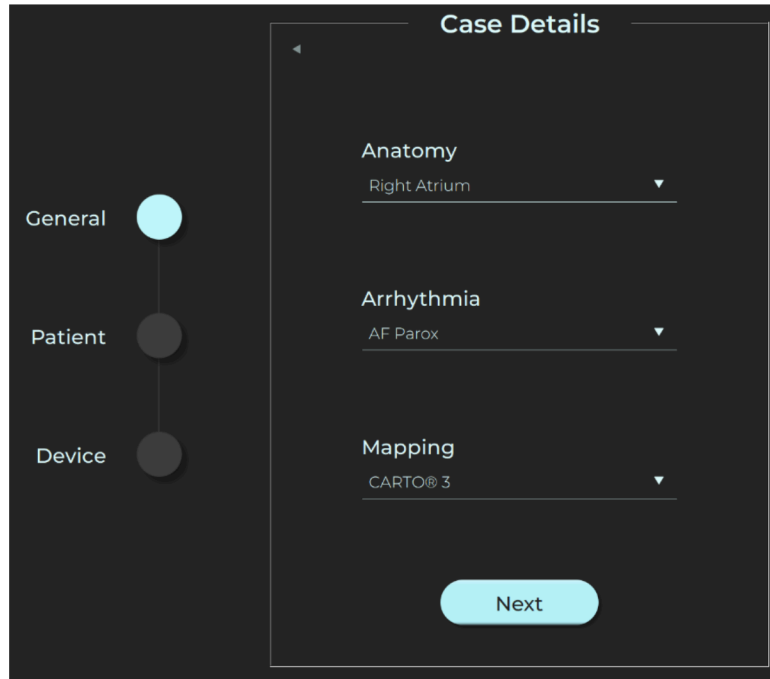 Case Details
General
Patient
Device
Anatomy
Right Atrium
Arrhythmia
AF Parox
Mapping
CARTO® 3
Next